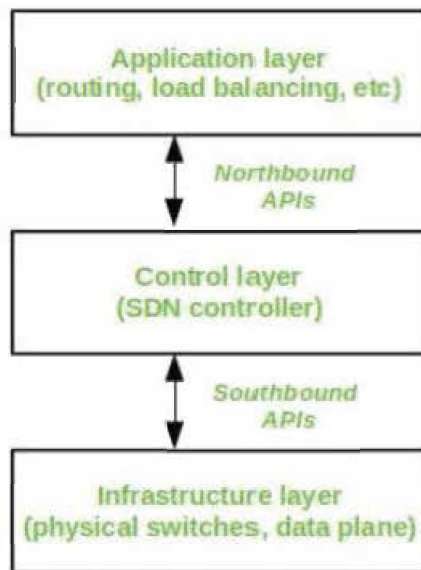 Application layer
(routing, load balancing, etc)
Northbound
APIs
Control layer
(SDN controller)
Southbound
APIs
Infrastructure layer
(physical switches, data plane)